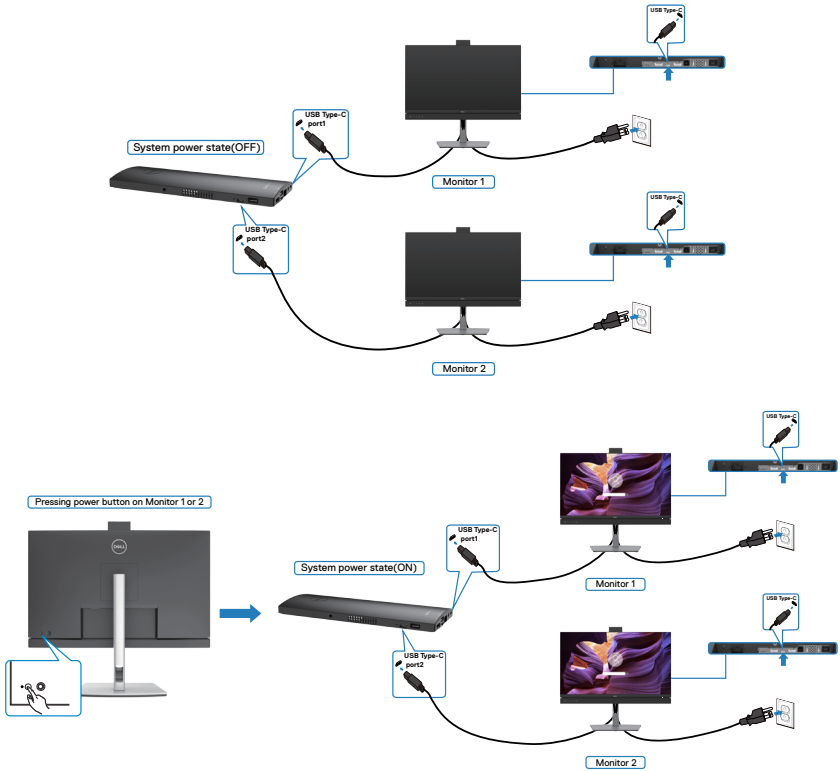 USB Type-C
USB Type-C
port1
System power state(OFF)
Monitor 1
USB Type-C
USB Type-C
port2
Monitor 2
USB Type-C
Pressing power button on Monitor 1 or 2
DELL
USB Type-C
port1
System power state(ON)
Monitor 1
USB Type-C
USB Type-C
port2
Monitor 2